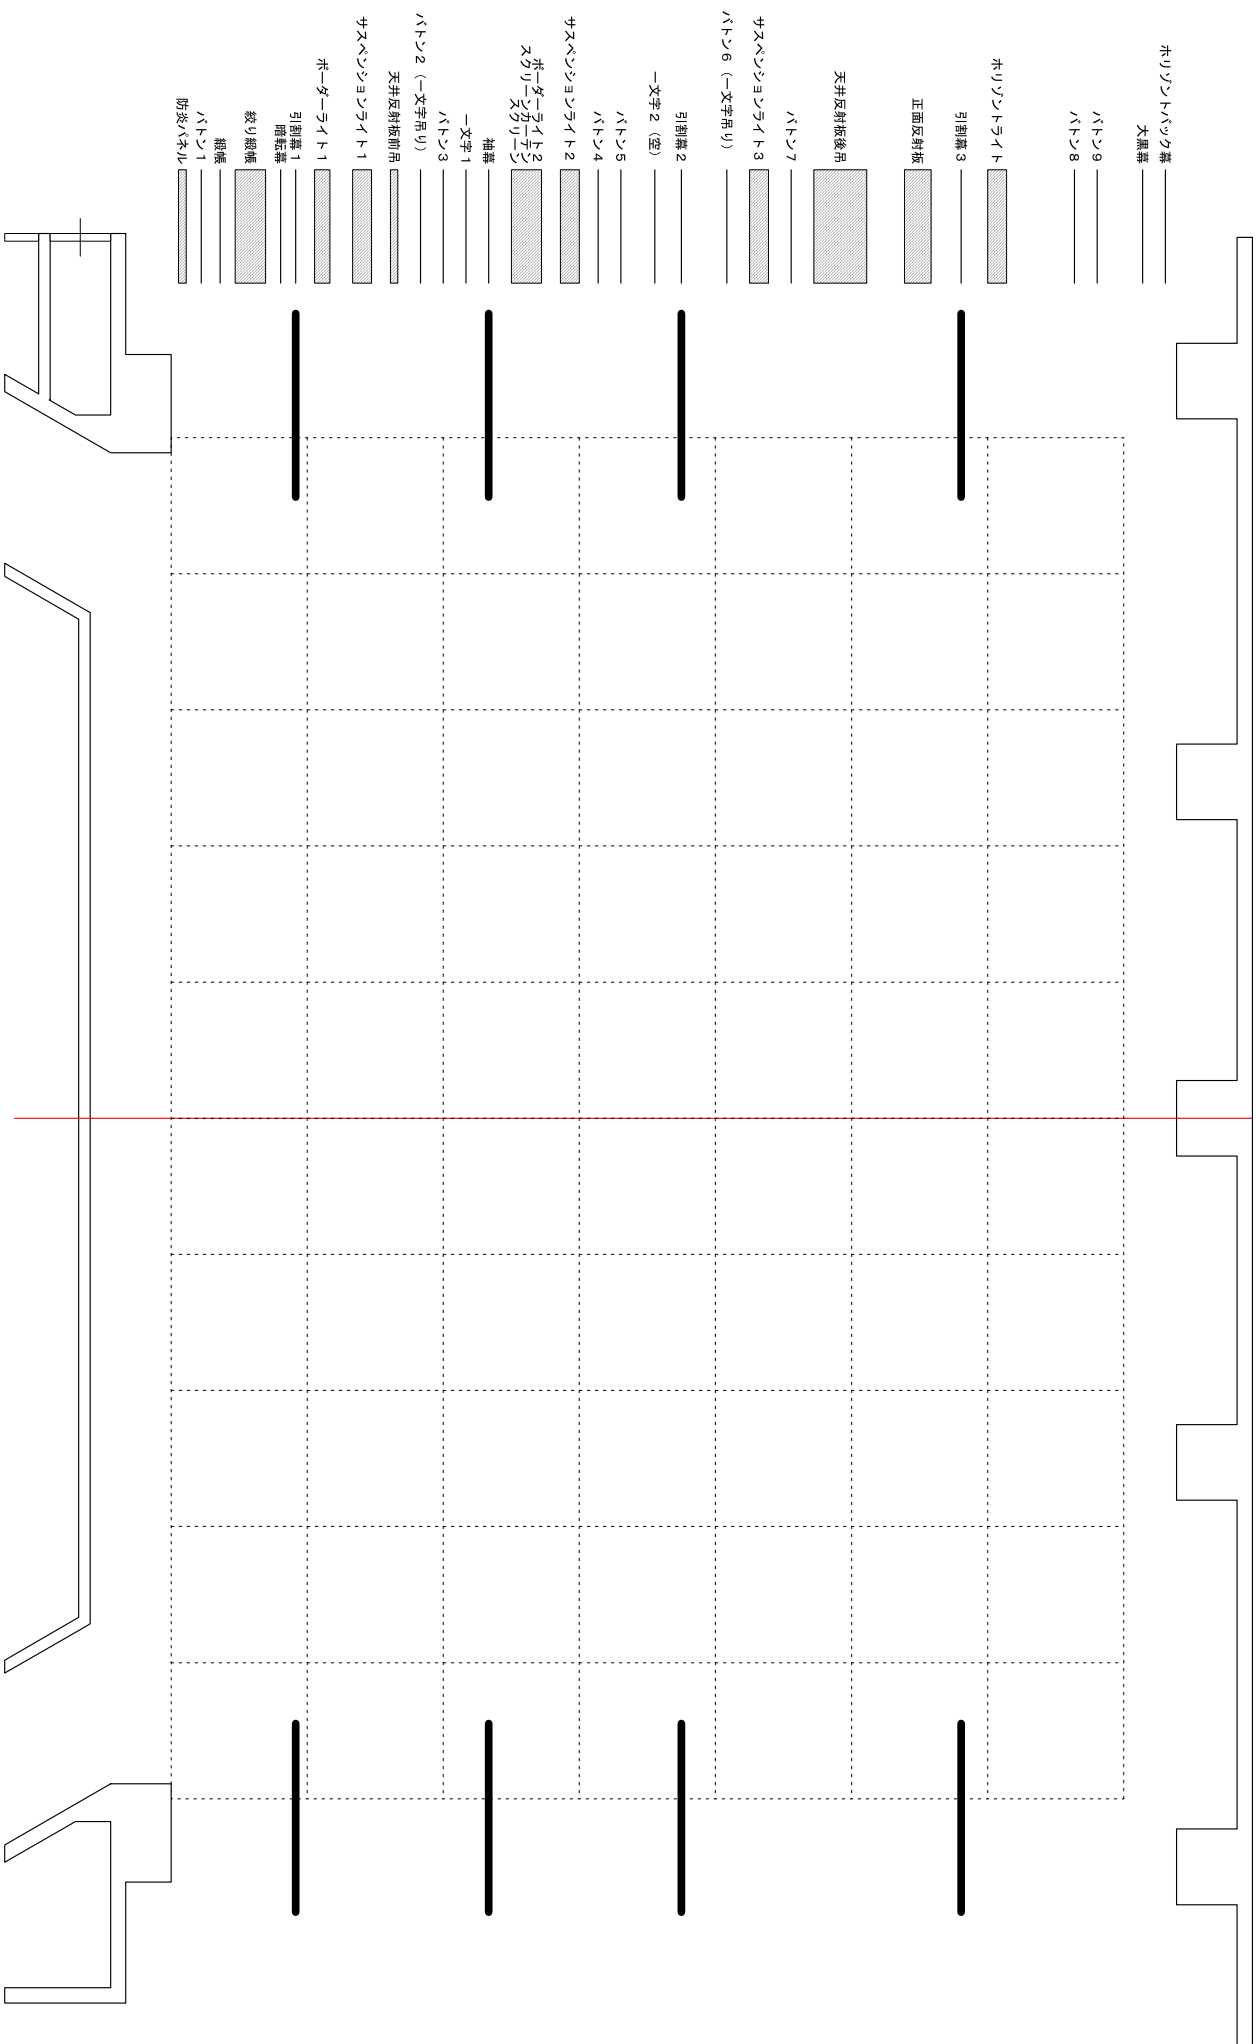 ホリゾントバック幕
大黒幕
バトン9
バトン8
ホリゾントライト
引割幕3
正面反射板
天井反射板後吊
バトン7
サスペンションライト3
バトン6（一文字吊り）
引割幕2
一文字2（空）
バトン5
バトン4
サスペンションライト2
ボーダーライト2
スクリーンカーテン
スクリーン
袖幕
一文字1
バトン3
バトン2（一文字吊り）
天井反射板前吊
サスペンションライト1
ボーダーライト1
引割幕1
暗転幕
絞り緞帳
緞帳
バトン1
防炎パネル